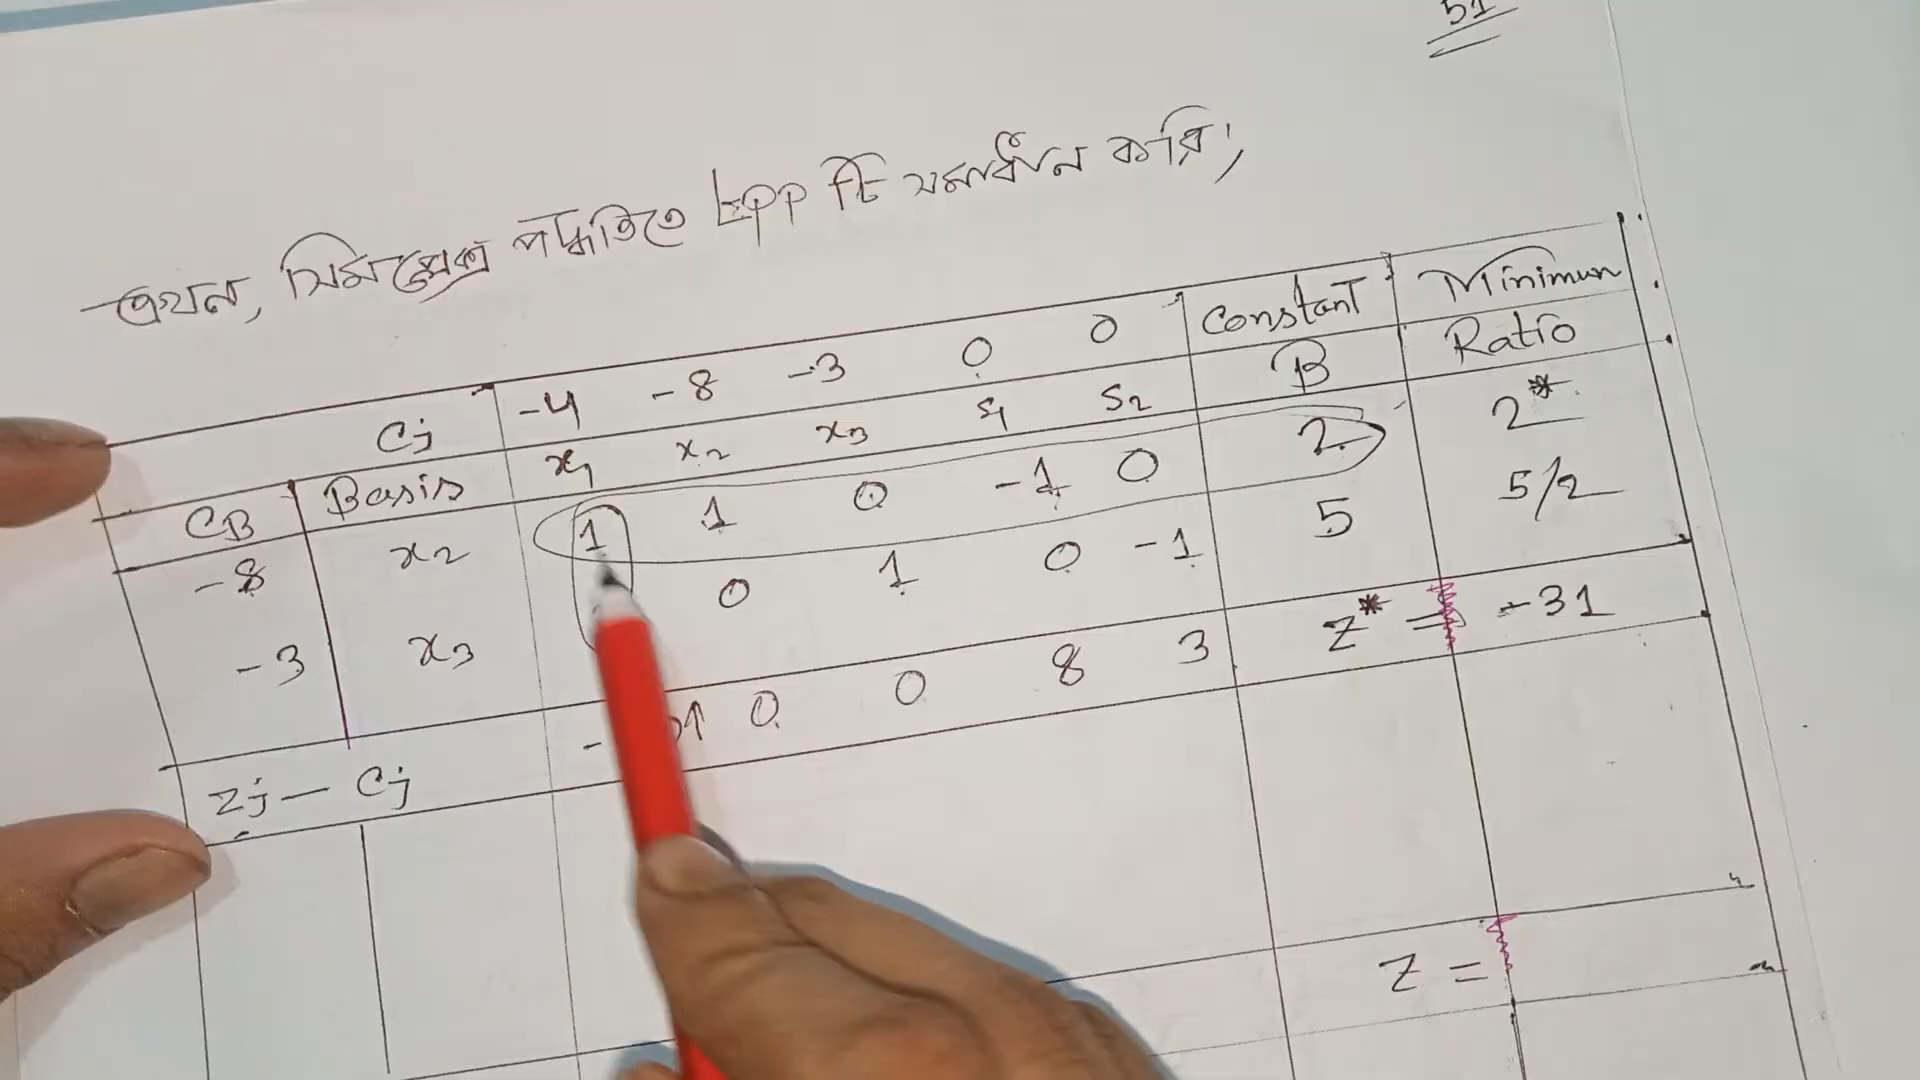 51
এখন, সিমপ্লেক্স পদ্ধতিতে Lpp টি সমাধান করি,
Cj -4 -8 -3 0 0 Constant Minimun
CB Basis x₁ x₂ x₃ S₁ S₂ B Ratio
-8 x₂ 1 1 0 -1 0 2 2*
-3 x₃ 0 1 0 -1 5 5/2
Zj - Cj - ↑ 0 0 8 3 Z* = -31
Z =